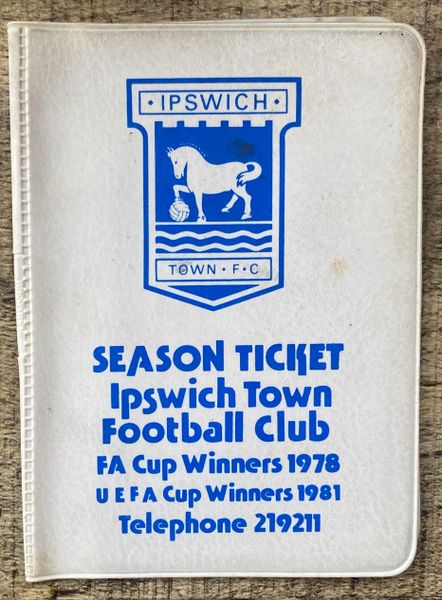 · IPSWICH ·
TOWN · F · C
SEASON TICKET
Ipswich Town
Football Club
FA Cup Winners 1978
U E F A Cup Winners 1981
Telephone 219211